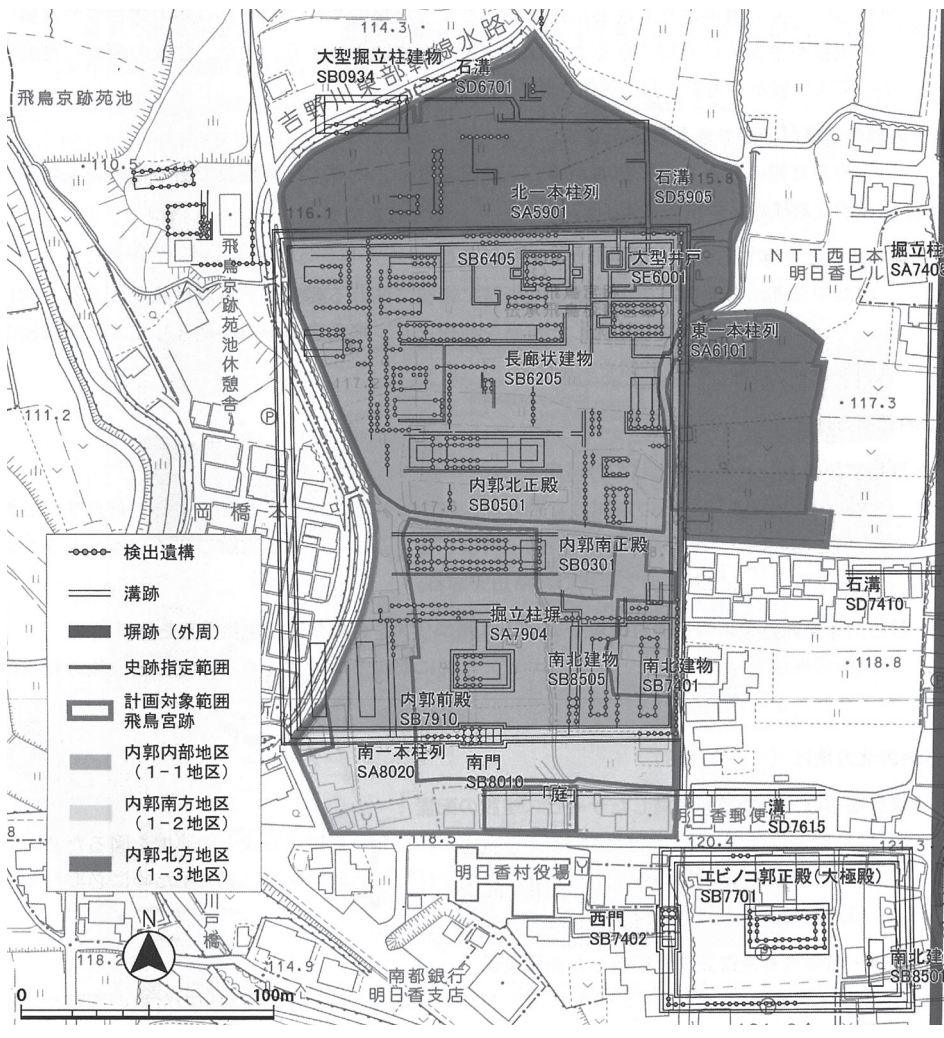 114.3
吉野川東部幹線水路
大型掘立柱建物
SB0934
石溝
SD6701
飛鳥京跡苑池
110.5
116.1
北一本柱列
SA5901
石溝
SD5905
115.8
飛鳥京跡苑池休憩舎
SB6405
大型井戸
SE6001
NTT西日本
明日香ビル
掘立柱
SA7403
東一本柱列
SA6101
長廊状建物
SB6205
111.2
P
117.3
内郭北正殿
SB0501
岡橋本
内郭南正殿
SB0301
石溝
SD7410
掘立柱塀
SA7904
南北建物
SB8505
南北建物
SB7401
118.8
内郭前殿
SB7910
南一本柱列
SA8020
南門
SB8010
「庭」
明日香郵便局
溝
SD7615
検出遺構
溝跡
塀跡（外周）
史跡指定範囲
計画対象範囲
飛鳥宮跡
内郭内部地区
（1-1地区）
内郭南方地区
（1-2地区）
内郭北方地区
（1-3地区）
118.5
120.4
121.3
明日香村役場
エビノコ郭正殿（大極殿）
SB7701
西門
SB7402
P
南北建
SB8501
P
N
川
橋
118.2
114.9
南都銀行
明日香支店
0
100m